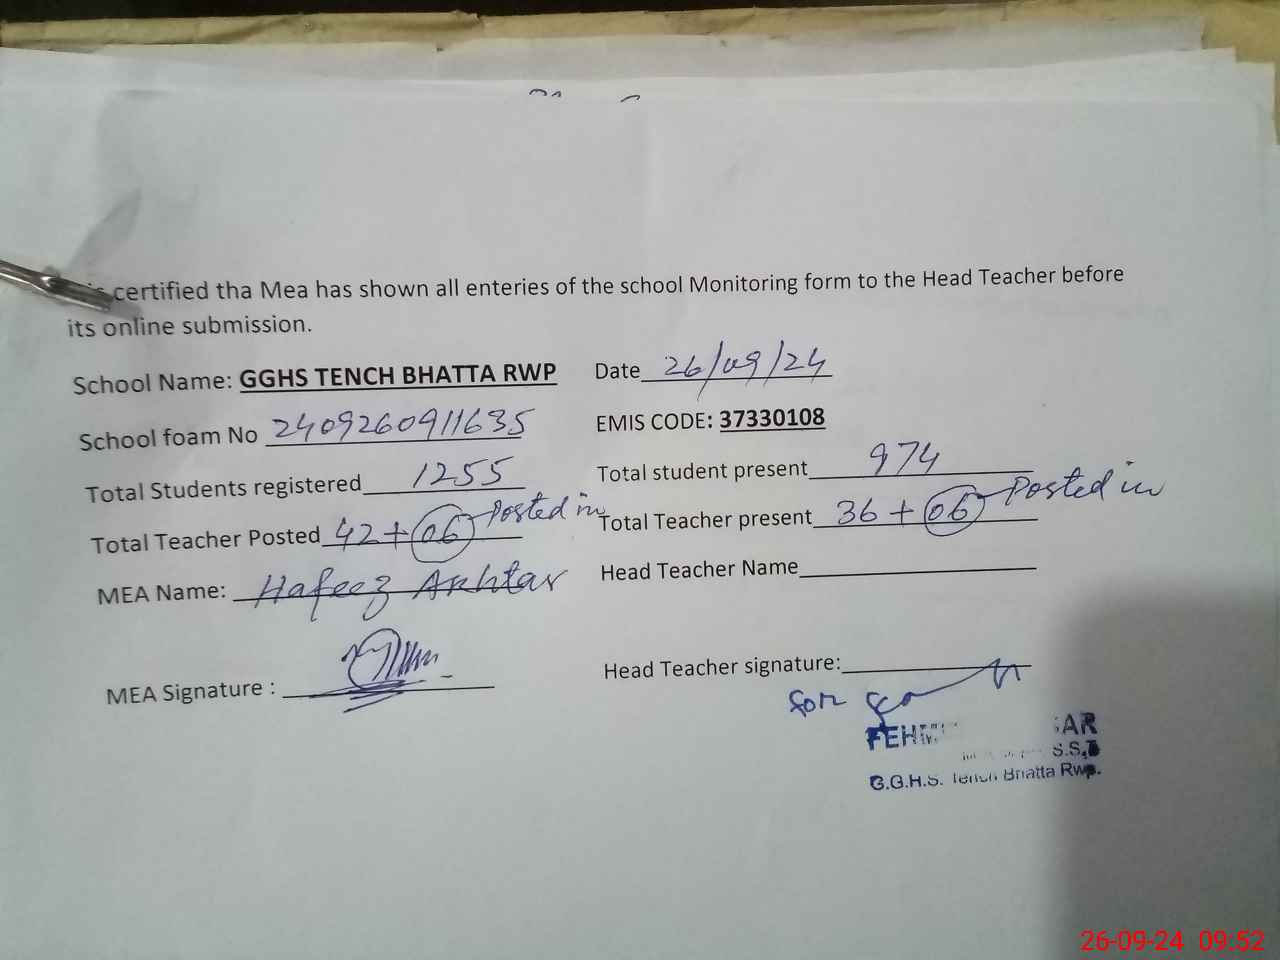 certified tha Mea has shown all enteries of the school Monitoring form to the Head Teacher before
its online submission.
School Name: GGHS TENCH BHATTA RWP Date 26/09/24
School foam No 2409260911635 EMIS CODE: 37330108
Total Students registered 1255 Total student present 974
Total Teacher Posted 42 + 06 Posted in Total Teacher present 36 + 06 Posted in
MEA Name: Hafeez Akhtar Head Teacher Name
MEA Signature : Head Teacher signature:
for
S.S.T
G.G.H.S. Tench Bhatta Rwp.
26-09-24 09:52